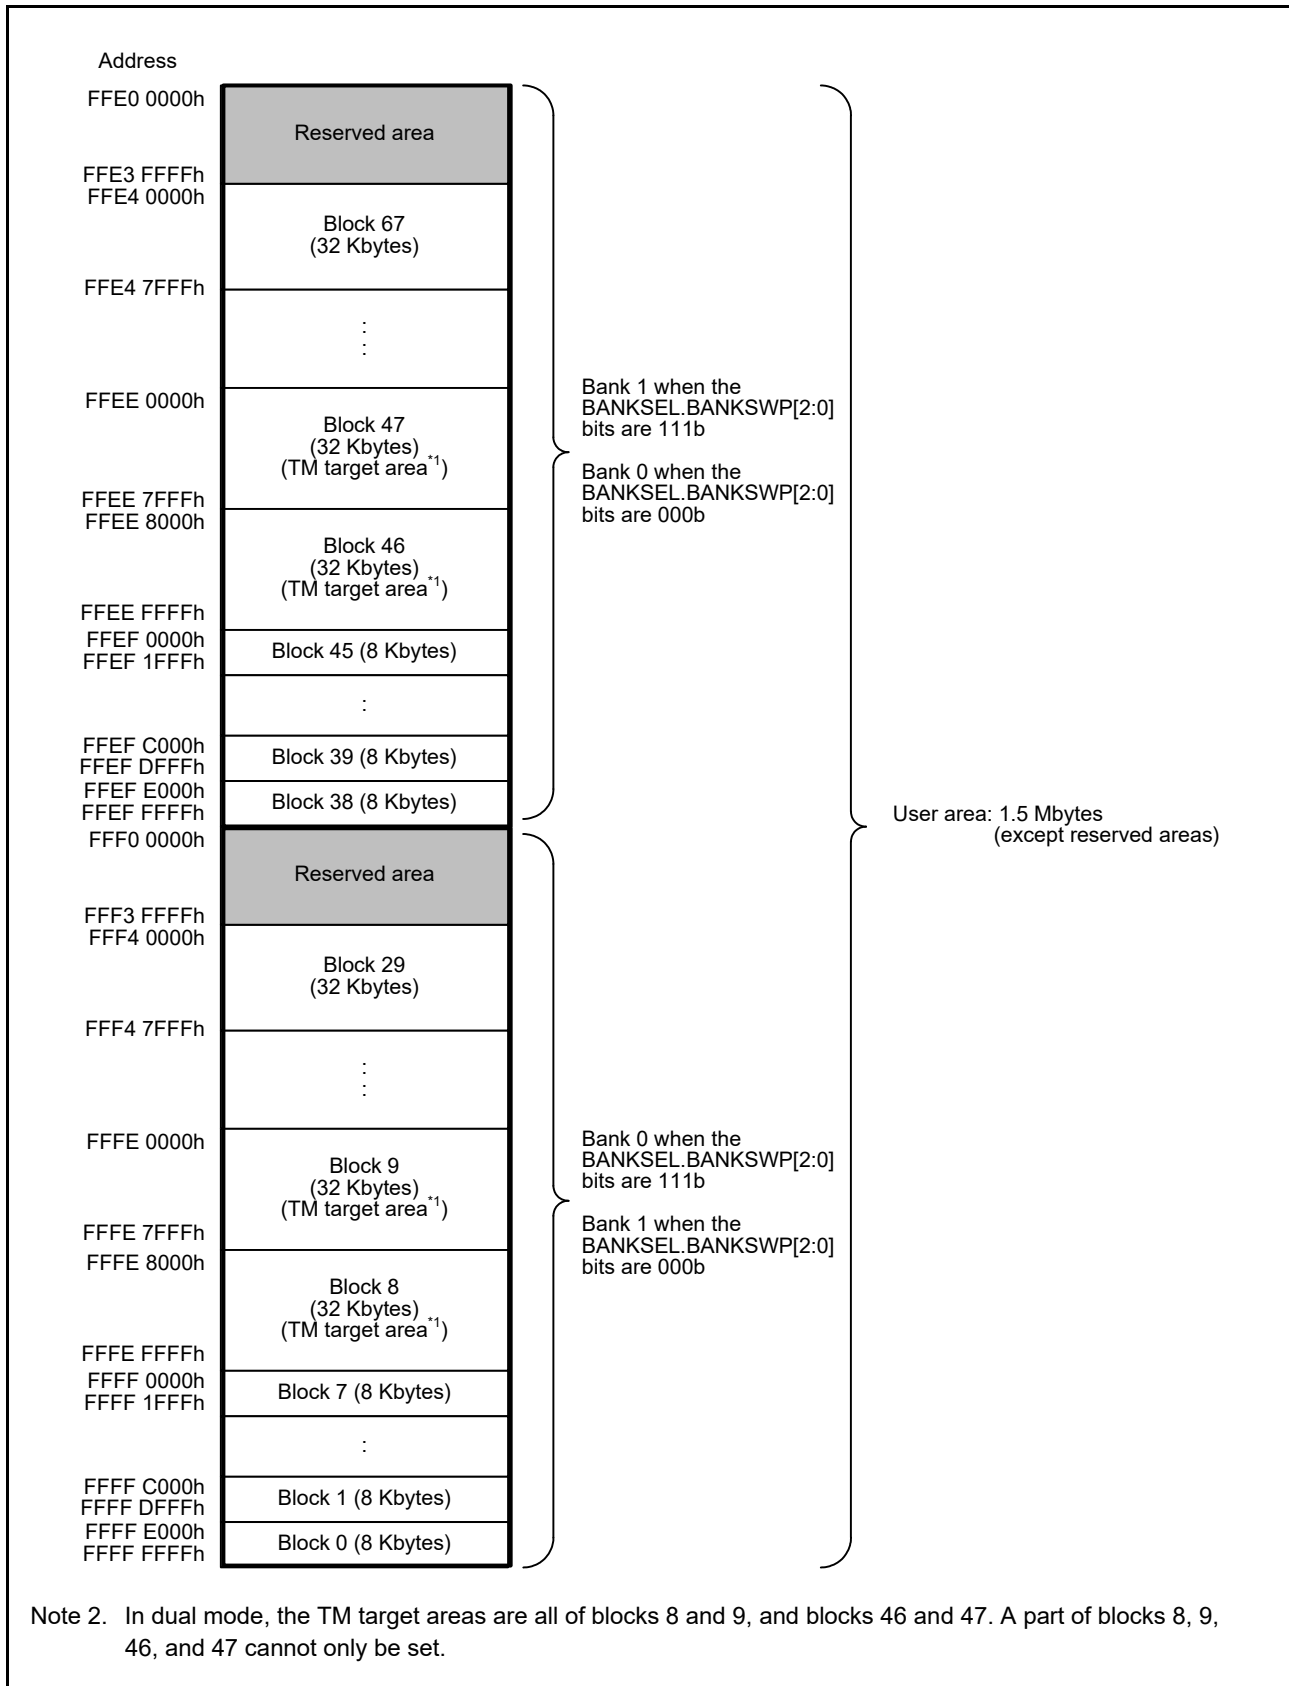 Address
FFE0 0000h
Reserved area
FFE3 FFFFh
FFE4 0000h
Block 67
(32 Kbytes)
FFE4 7FFFh
:
:
FFEE 0000h
Block 47
(32 Kbytes)
(TM target area*1)
FFEE 7FFFh
FFEE 8000h
Block 46
(32 Kbytes)
(TM target area*1)
FFEE FFFFh
FFEF 0000h
FFEF 1FFFh
Block 45 (8 Kbytes)
:
FFEF C000h
FFEF DFFFh
Block 39 (8 Kbytes)
FFEF E000h
FFEF FFFFh
Block 38 (8 Kbytes)
Bank 1 when the
BANKSEL.BANKSWP[2:0]
bits are 111b
Bank 0 when the
BANKSEL.BANKSWP[2:0]
bits are 000b
FFF0 0000h
Reserved area
FFF3 FFFFh
FFF4 0000h
Block 29
(32 Kbytes)
FFF4 7FFFh
:
:
FFFE 0000h
Block 9
(32 Kbytes)
(TM target area*1)
FFFE 7FFFh
FFFE 8000h
Block 8
(32 Kbytes)
(TM target area*1)
FFFE FFFFh
FFFF 0000h
FFFF 1FFFh
Block 7 (8 Kbytes)
:
FFFF C000h
FFFF DFFFh
Block 1 (8 Kbytes)
FFFF E000h
FFFF FFFFh
Block 0 (8 Kbytes)
Bank 0 when the
BANKSEL.BANKSWP[2:0]
bits are 111b
Bank 1 when the
BANKSEL.BANKSWP[2:0]
bits are 000b
User area: 1.5 Mbytes
(except reserved areas)
Note 2. In dual mode, the TM target areas are all of blocks 8 and 9, and blocks 46 and 47. A part of blocks 8, 9,
46, and 47 cannot only be set.